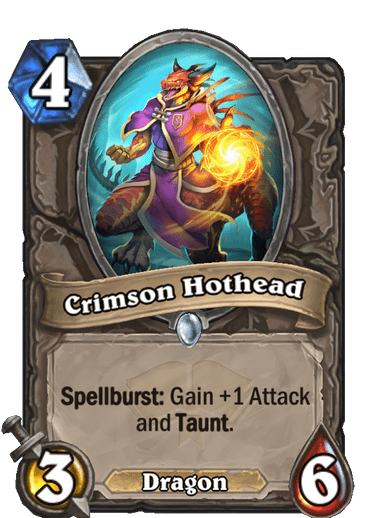 4
Crimson Hothead
Spellburst: Gain +1 Attack
and Taunt.
3
Dragon
6